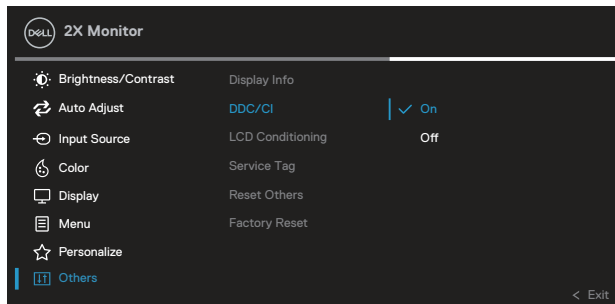 DELL 2X Monitor
Brightness/Contrast Display Info
Auto Adjust DDC/CI On
Input Source LCD Conditioning Off
Color Service Tag
Display Reset Others
Menu Factory Reset
Personalize
Others
< Exit